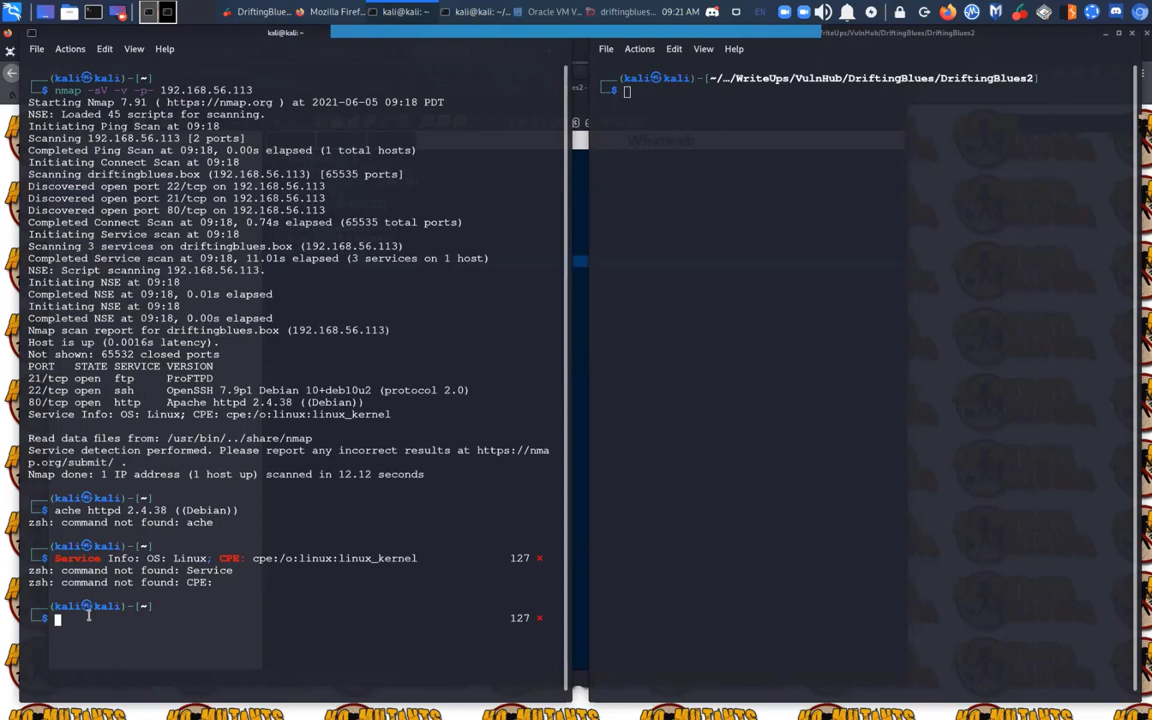 DriftingBlue...
Mozilla Firef...
kali@kali: ~
kali@kali: ~/...
Oracle VM V...
driftingblues...
09:21 AM
EN
kali@kali: ~
WriteUps/VulnHub/DriftingBlues/DriftingBlues2
File Actions Edit View Help
(kali㉿kali)-[~]
$ nmap -sV -v -p- 192.168.56.113
Starting Nmap 7.91 ( https://nmap.org ) at 2021-06-05 09:18 PDT
NSE: Loaded 45 scripts for scanning.
Initiating Ping Scan at 09:18
Scanning 192.168.56.113 [2 ports]
Completed Ping Scan at 09:18, 0.00s elapsed (1 total hosts)
Initiating Connect Scan at 09:18
Scanning driftingblues.box (192.168.56.113) [65535 ports]
Discovered open port 22/tcp on 192.168.56.113
Discovered open port 21/tcp on 192.168.56.113
Discovered open port 80/tcp on 192.168.56.113
Completed Connect Scan at 09:18, 0.74s elapsed (65535 total ports)
Initiating Service scan at 09:18
Scanning 3 services on driftingblues.box (192.168.56.113)
Completed Service scan at 09:18, 11.01s elapsed (3 services on 1 host)
NSE: Script scanning 192.168.56.113.
Initiating NSE at 09:18
Completed NSE at 09:18, 0.01s elapsed
Initiating NSE at 09:18
Completed NSE at 09:18, 0.00s elapsed
Nmap scan report for driftingblues.box (192.168.56.113)
Host is up (0.0016s latency).
Not shown: 65532 closed ports
PORT STATE SERVICE VERSION
21/tcp open ftp ProFTPD
22/tcp open ssh OpenSSH 7.9p1 Debian 10+deb10u2 (protocol 2.0)
80/tcp open http Apache httpd 2.4.38 ((Debian))
Service Info: OS: Linux; CPE: cpe:/o:linux:linux_kernel
Read data files from: /usr/bin/../share/nmap
Service detection performed. Please report any incorrect results at https://nma
p.org/submit/ .
Nmap done: 1 IP address (1 host up) scanned in 12.12 seconds
(kali㉿kali)-[~]
$ ache httpd 2.4.38 ((Debian))
zsh: command not found: ache
(kali㉿kali)-[~]
$ Service Info: OS: Linux; CPE: cpe:/o:linux:linux_kernel 127 ⨯
zsh: command not found: Service
zsh: command not found: CPE:
(kali㉿kali)-[~]
$ 127 ⨯
File Actions Edit View Help
(kali㉿kali)-[~/…/WriteUps/VulnHub/DriftingBlues/DriftingBlues2]
$
Whatweb